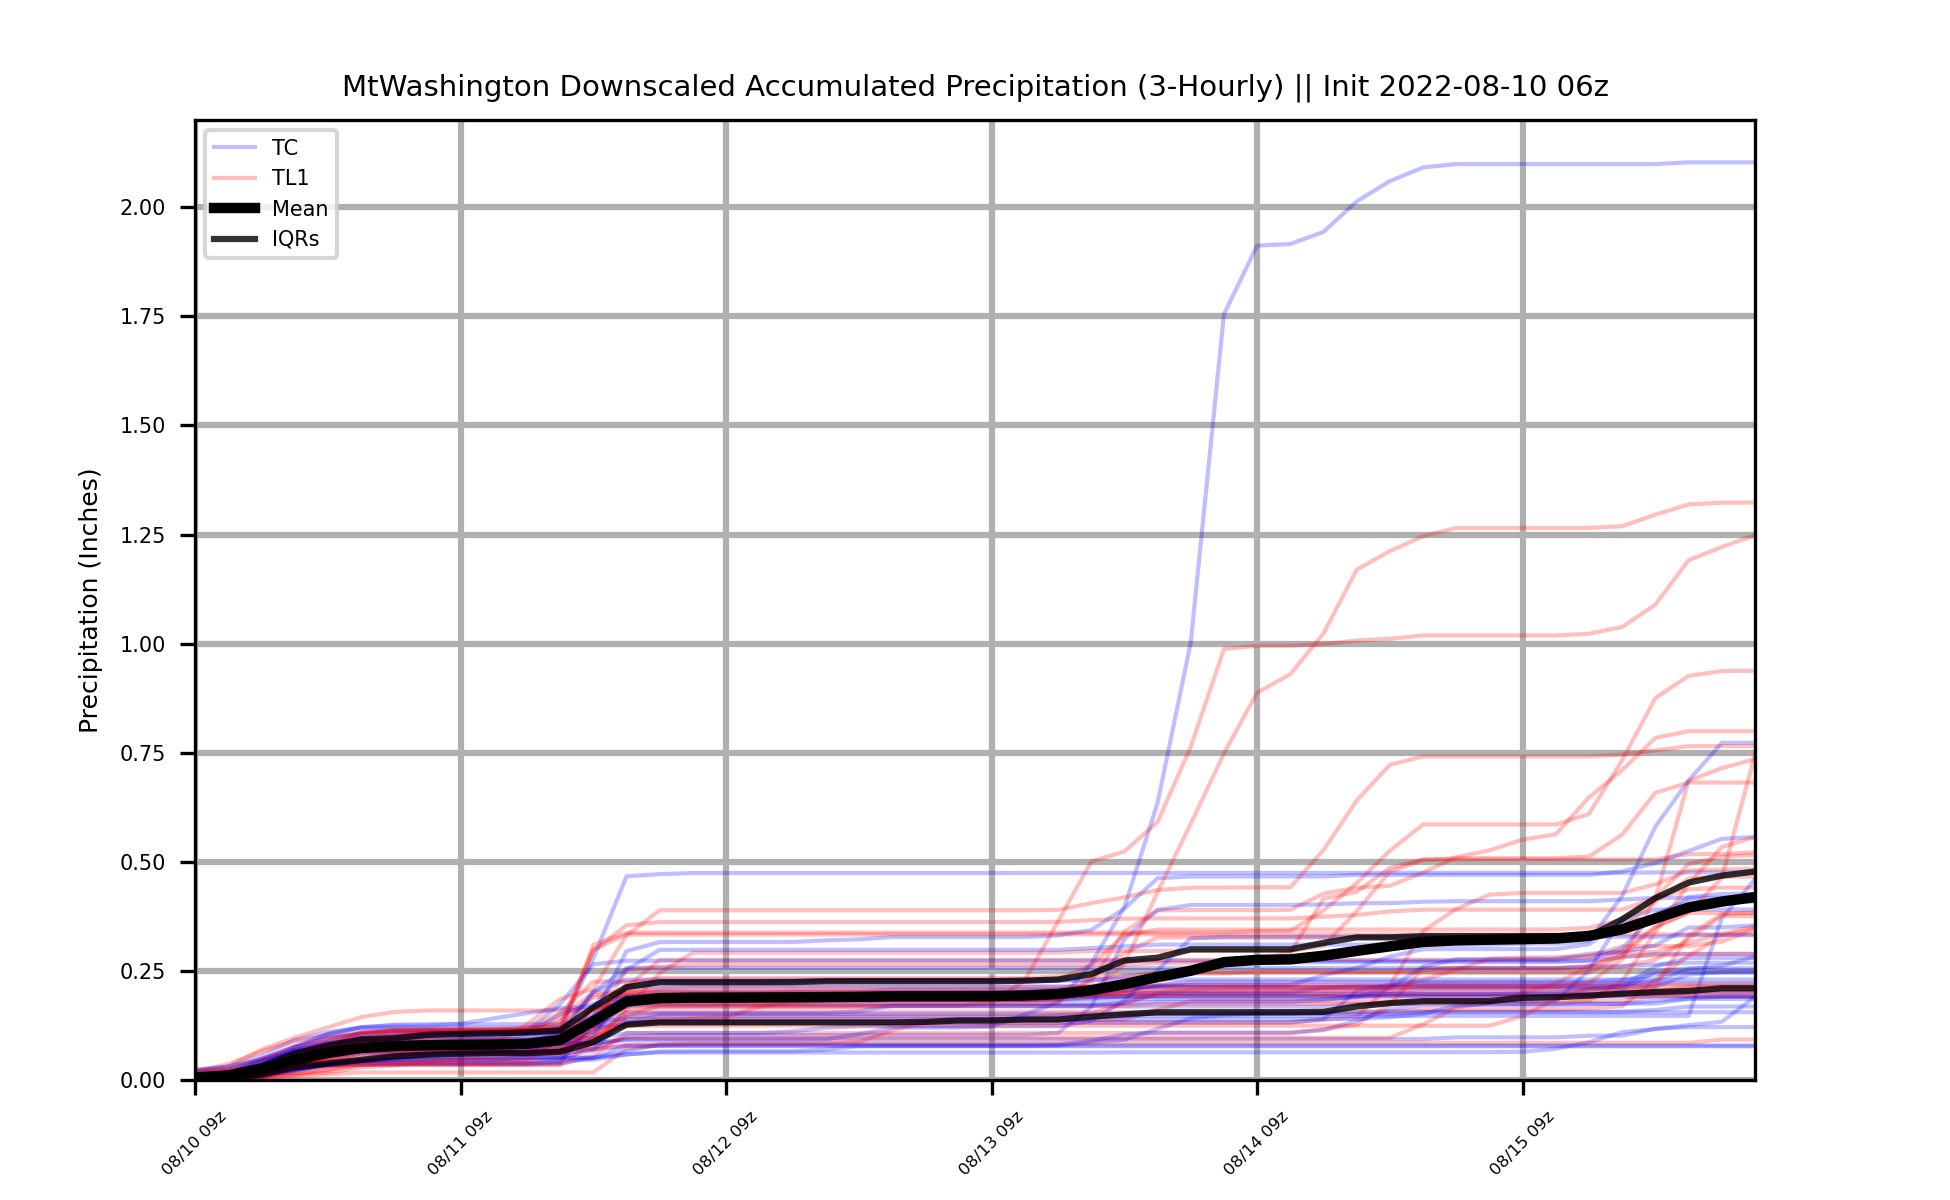 MtWashington Downscaled Accumulated Precipitation (3-Hourly) || Init 2022-08-10 06z
TC
TL1
Mean
IQRs
Precipitation (Inches)
2.00
1.75
1.50
1.25
1.00
0.75
0.50
0.25
0.00
08/10 09z
08/11 09z
08/12 09z
08/13 09z
08/14 09z
08/15 09z